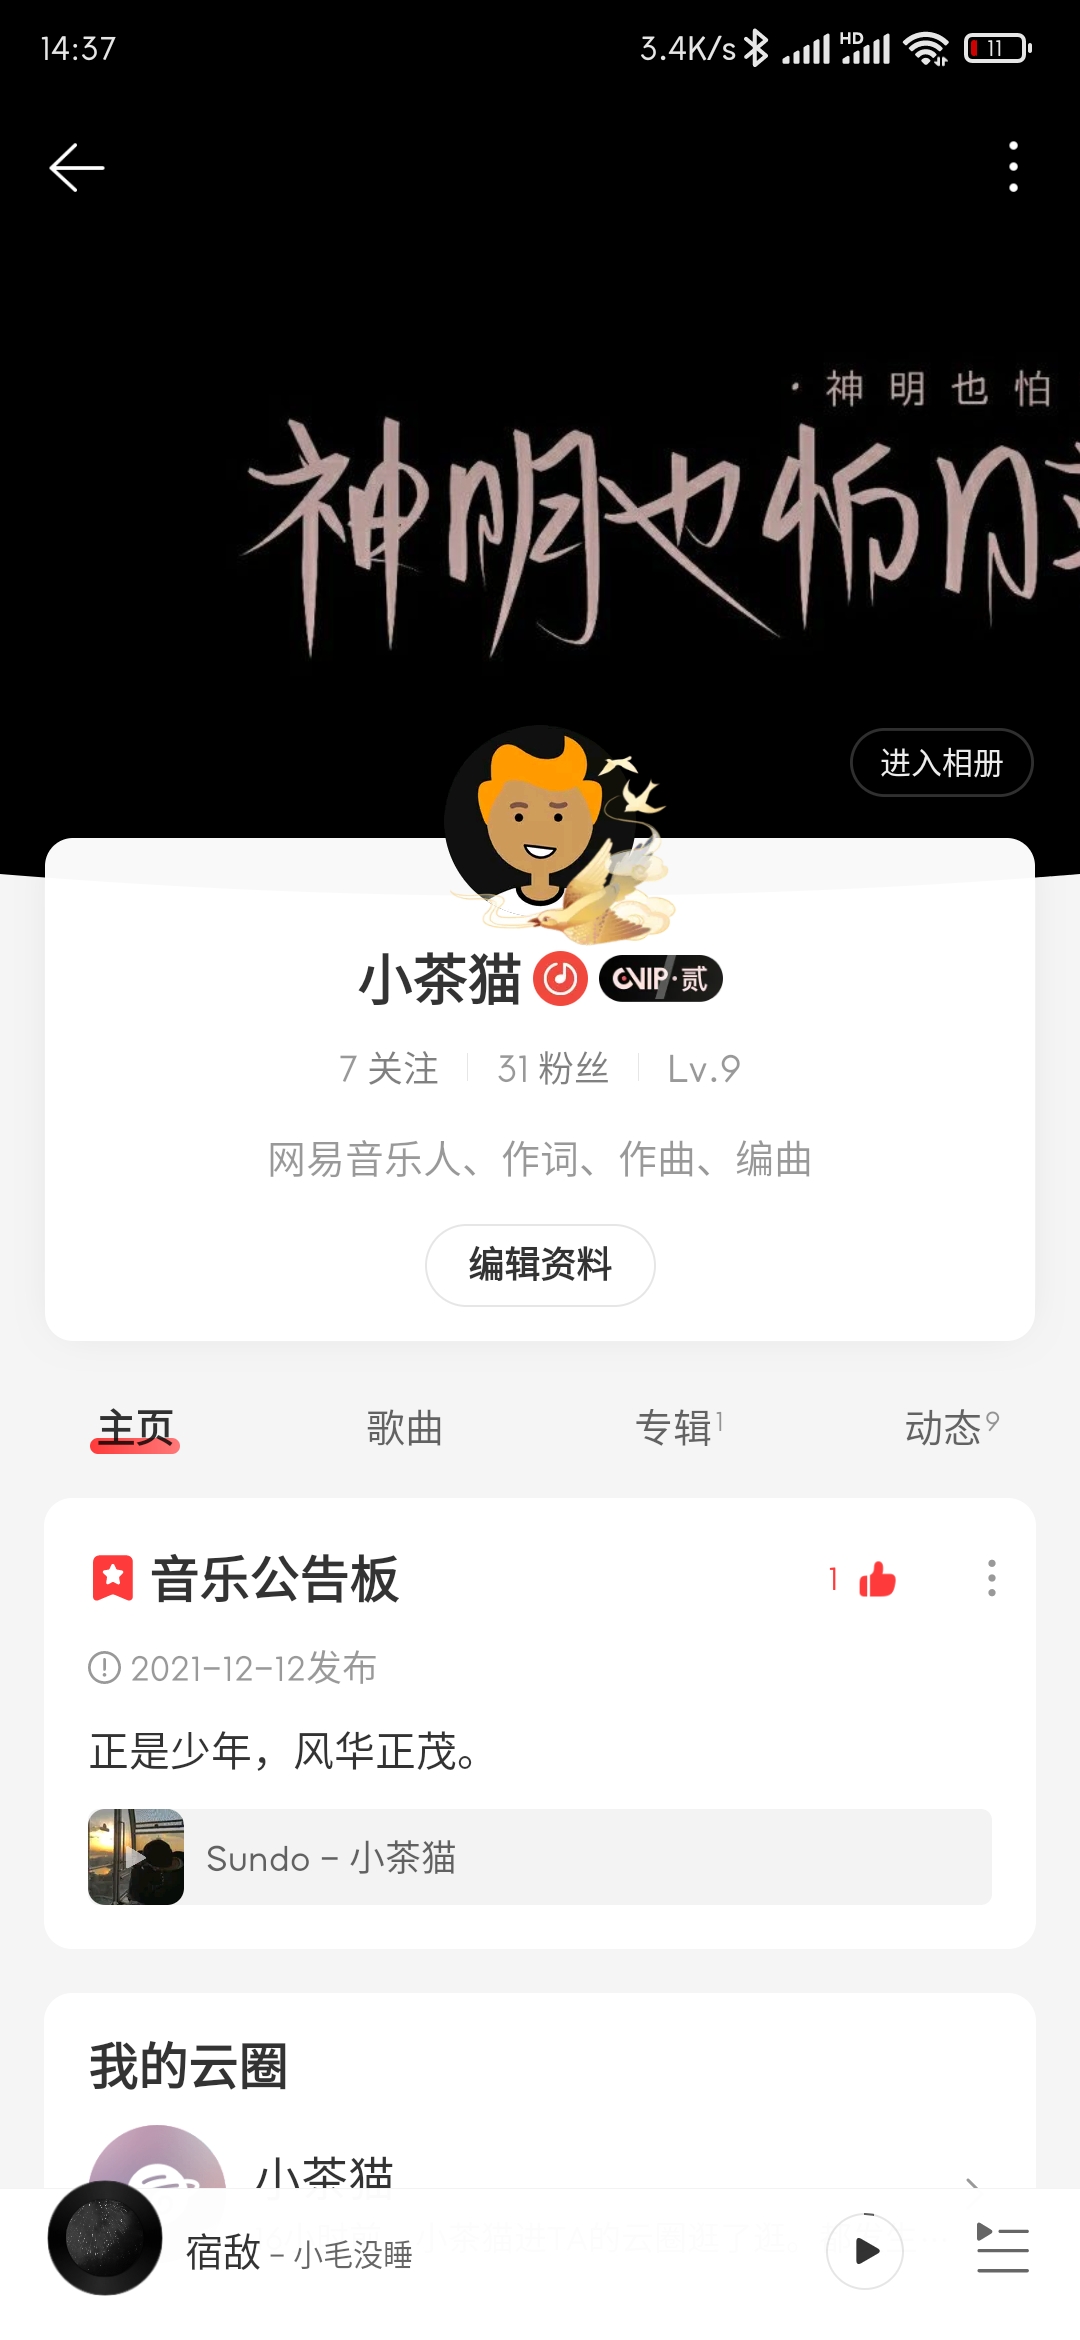 14:37
3.4K/s HD 11
·神明也怕
神明也怕
进入相册
小茶猫 VIP·贰
7 关注 31 粉丝 Lv.9
网易音乐人、作词、作曲、编曲
编辑资料
主页 歌曲 专辑1 动态9
音乐公告板 1
2021-12-12发布
正是少年，风华正茂。
Sundo - 小茶猫
我的云圈
小茶猫
宿敌 - 小毛没睡